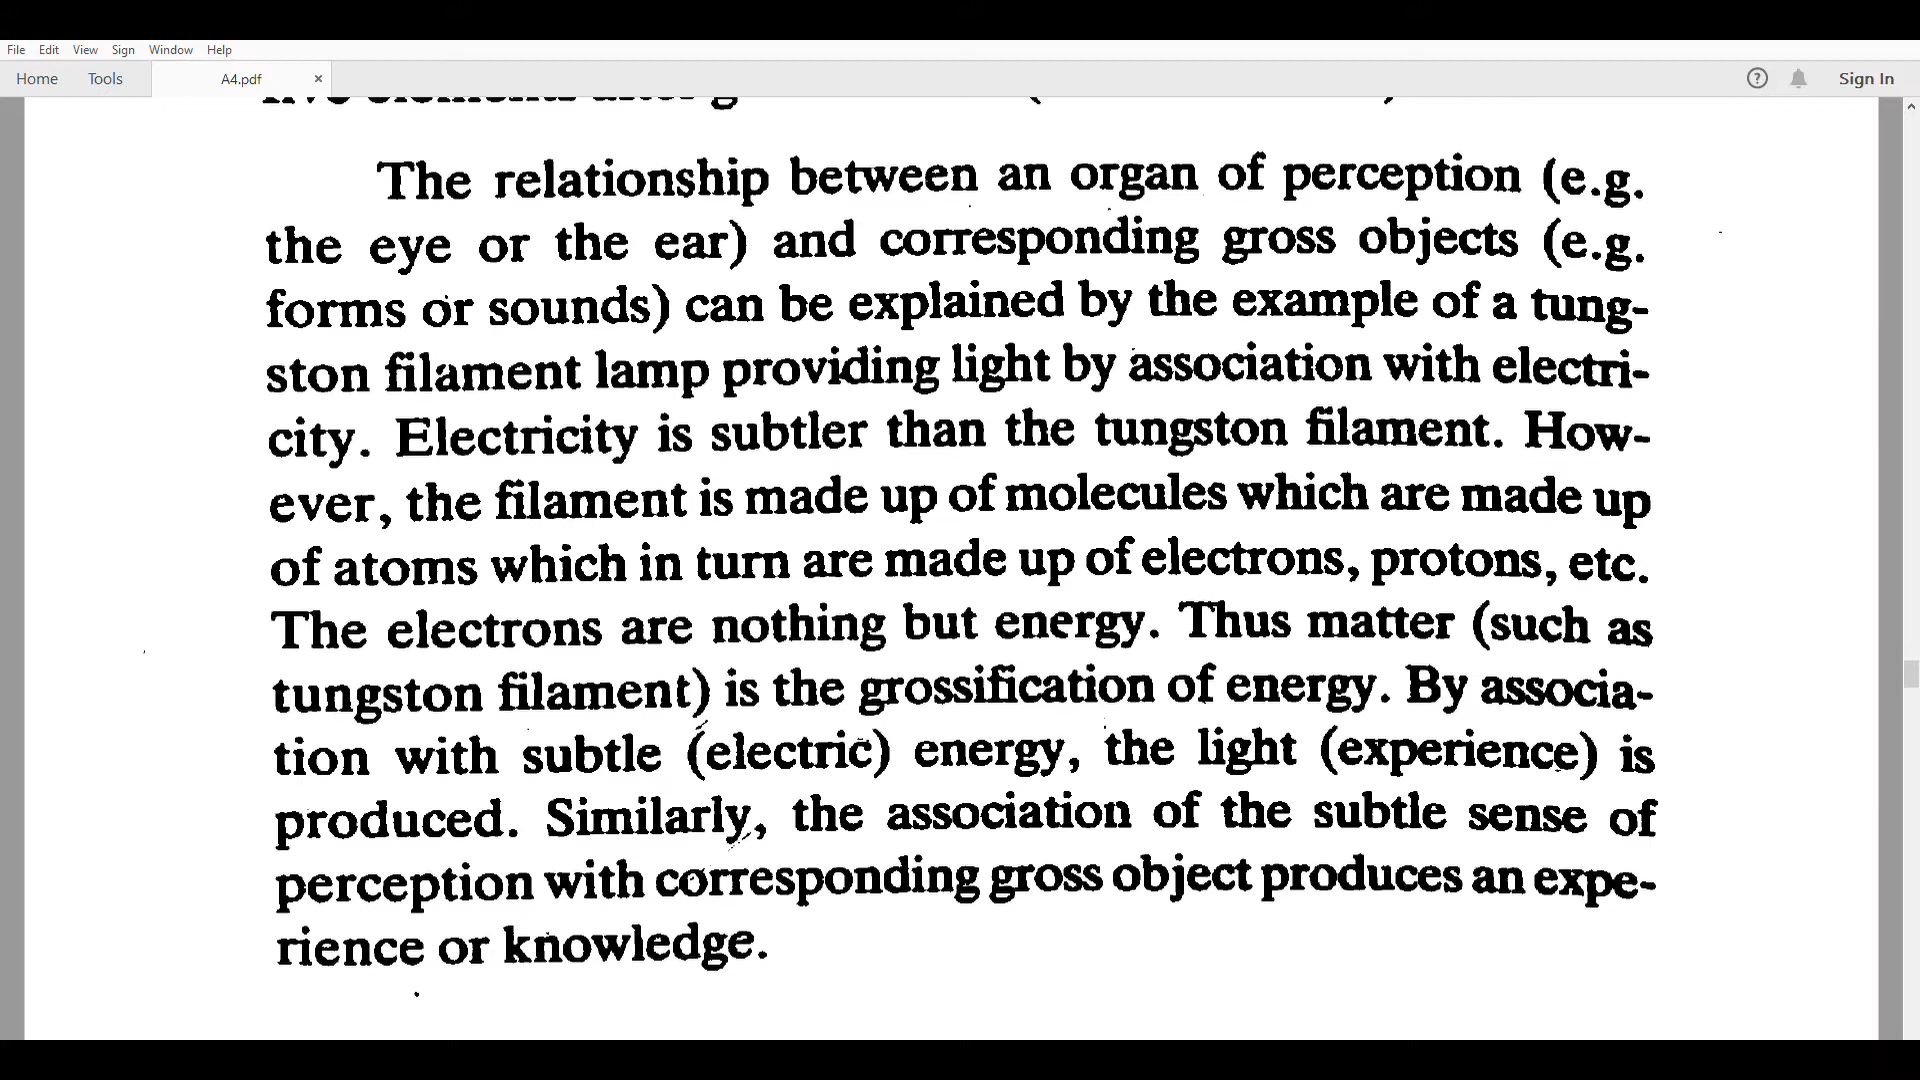 File Edit View Sign Window Help
Home Tools A4.pdf Sign In
The relationship between an organ of perception (e.g.
the eye or the ear) and corresponding gross objects (e.g.
forms or sounds) can be explained by the example of a tung-
ston filament lamp providing light by association with electri-
city. Electricity is subtler than the tungston filament. How-
ever, the filament is made up of molecules which are made up
of atoms which in turn are made up of electrons, protons, etc.
The electrons are nothing but energy. Thus matter (such as
tungston filament) is the grossification of energy. By associa-
tion with subtle (electric) energy, the light (experience) is
produced. Similarly, the association of the subtle sense of
perception with corresponding gross object produces an expe-
rience or knowledge.